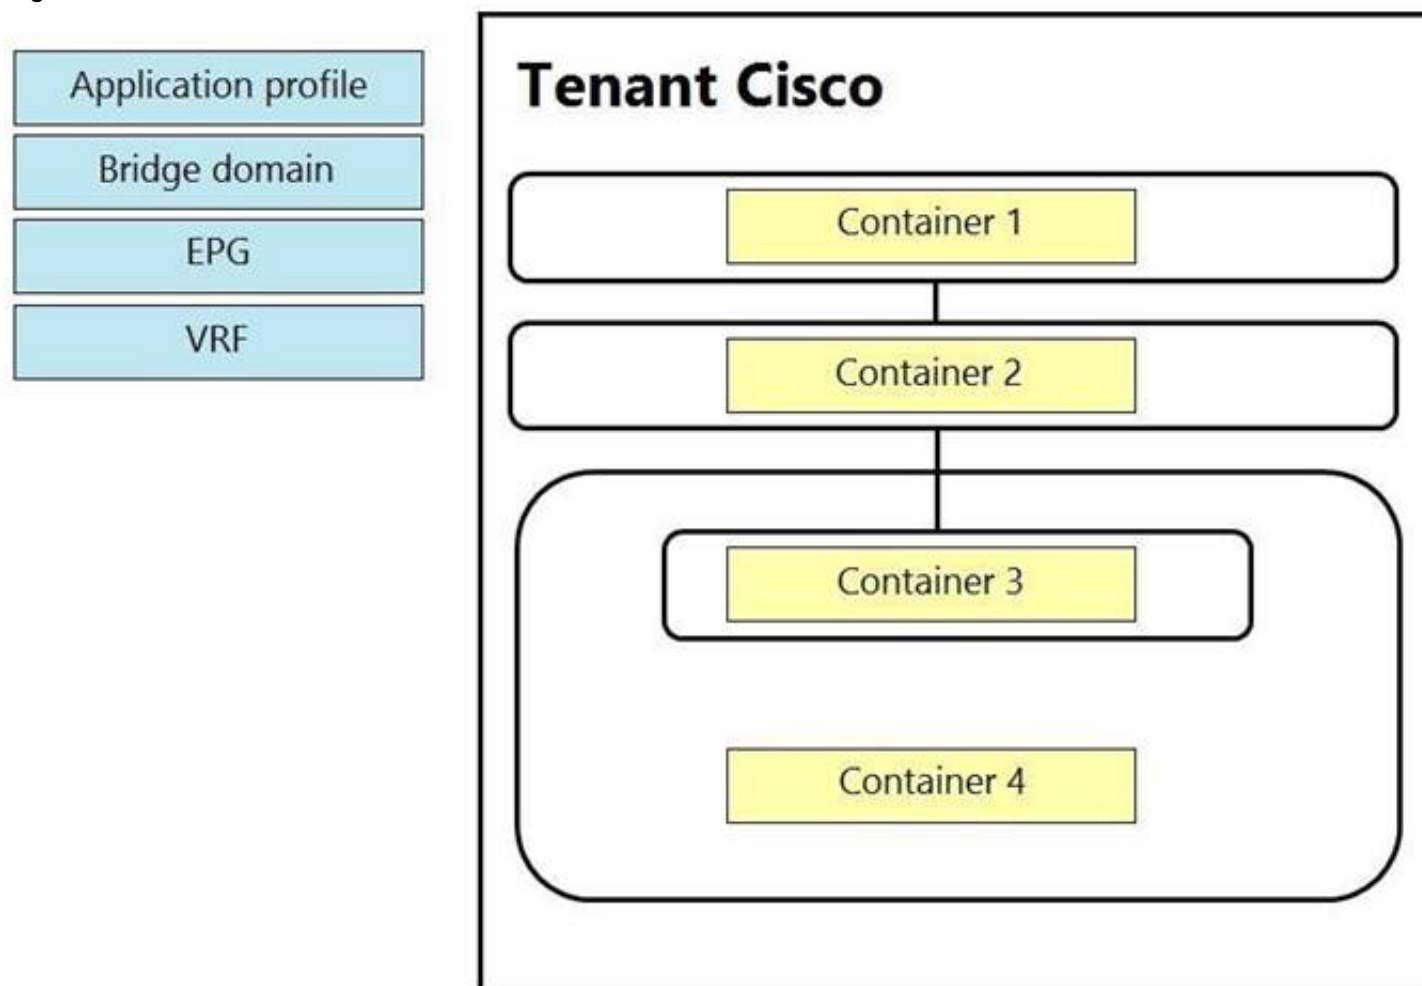 Application profile
Bridge domain
EPG
VRF
Tenant Cisco
Container 1
Container 2
Container 3
Container 4